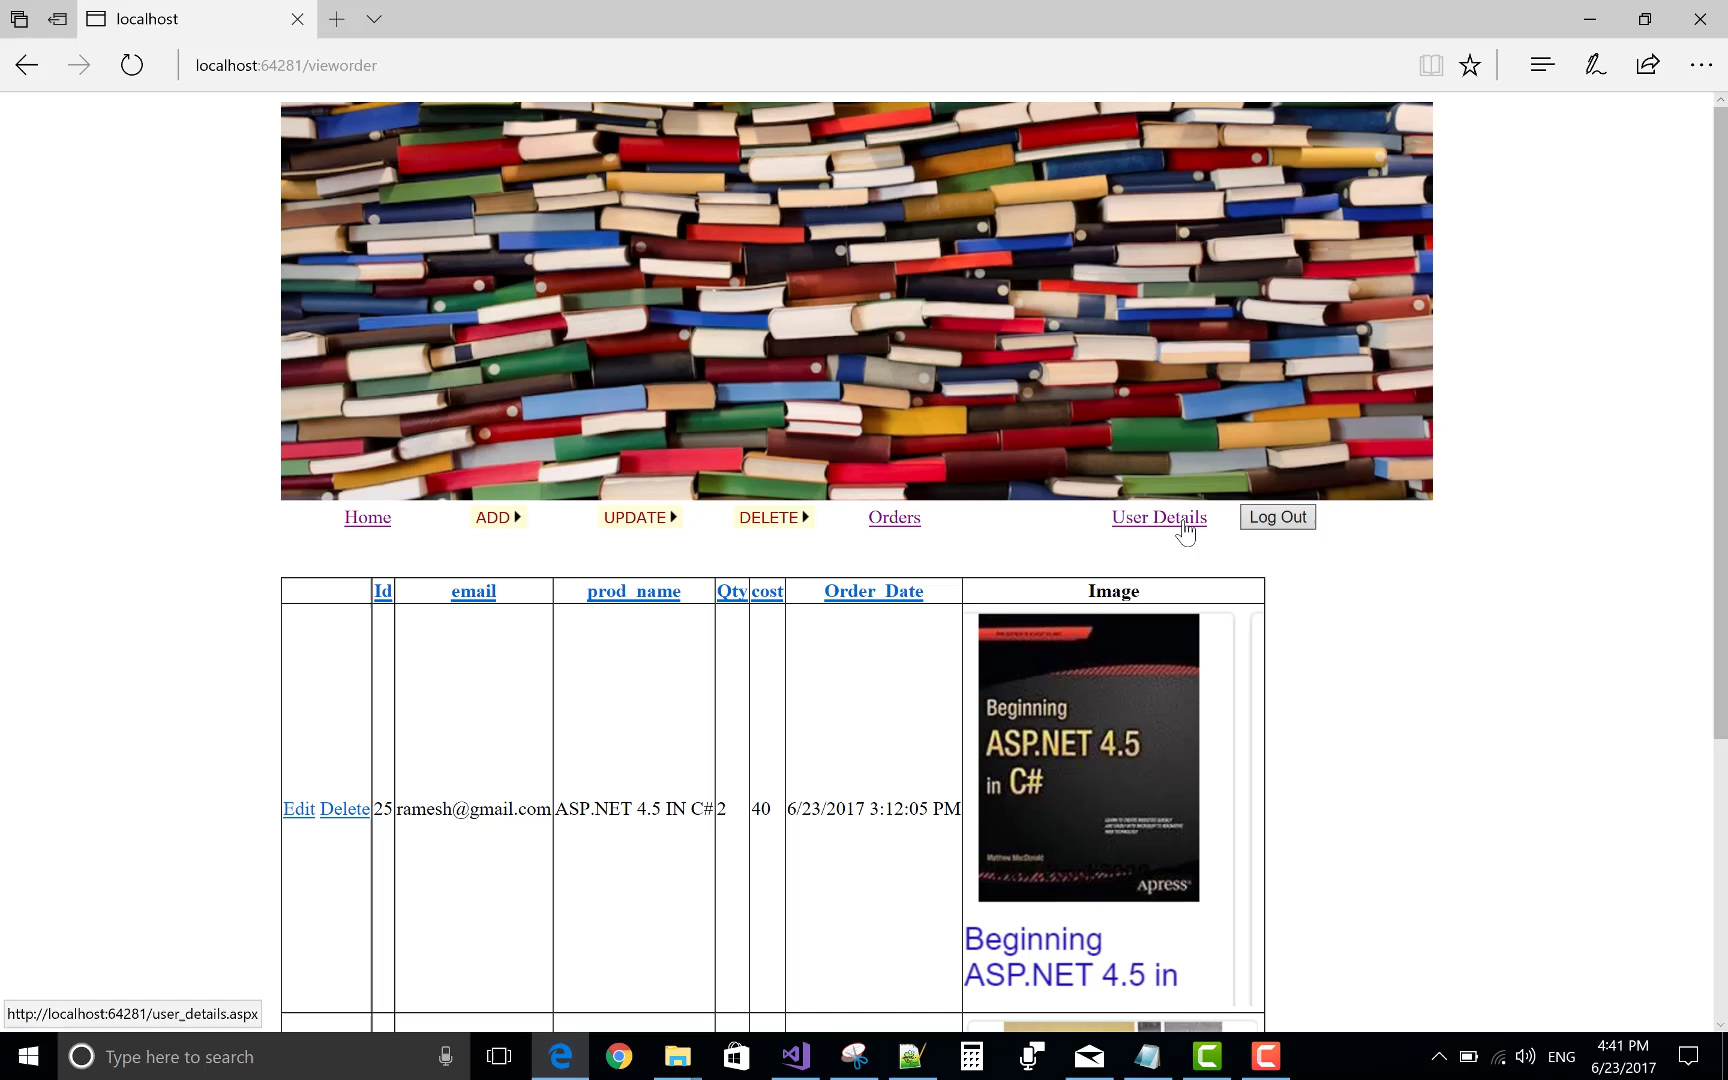 localhost
localhost:64281/vieworder
Home ADD UPDATE DELETE Orders User Details Log Out
Id email prod_name Qty cost Order_Date Image
Beginning
ASP.NET 4.5
in C#
Matthew MacDonald
Apress
Edit Delete 25 ramesh@gmail.com ASP.NET 4.5 IN C# 2 40 6/23/2017 3:12:05 PM
Beginning
ASP.NET 4.5 in
http://localhost:64281/user_details.aspx
Type here to search
ENG
4:41 PM
6/23/2017